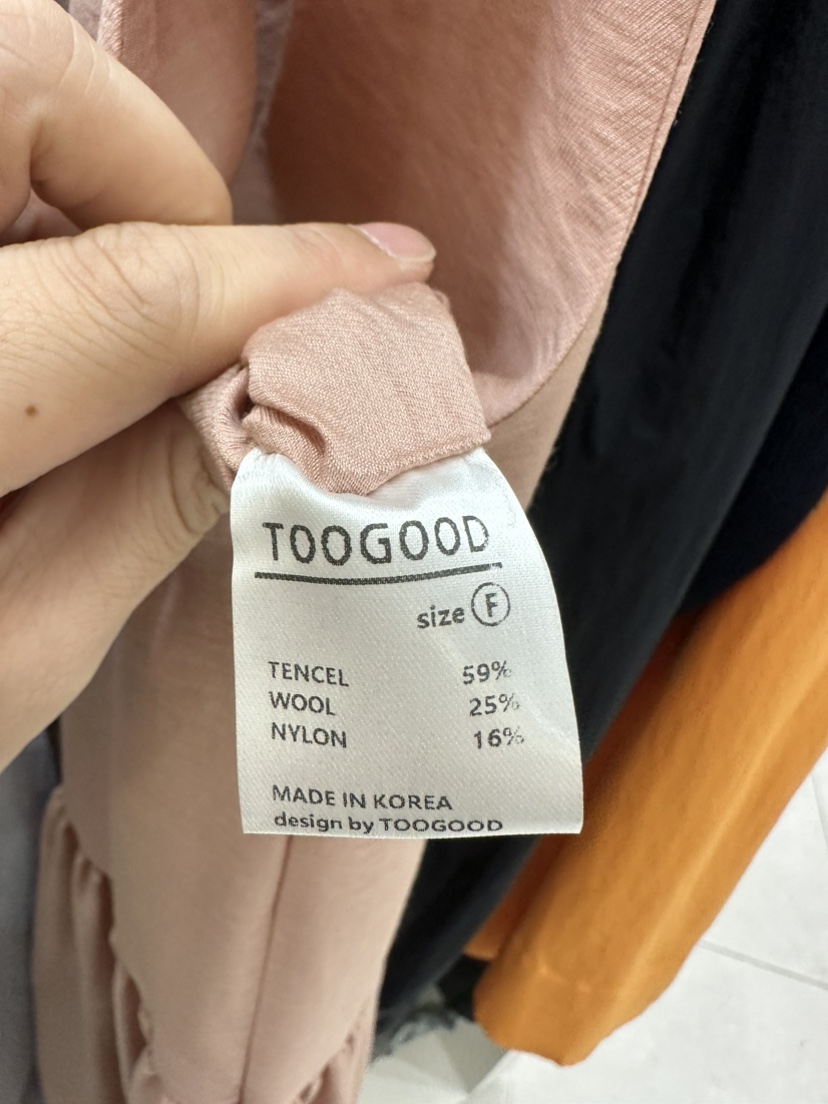 TOOGOOD
size F
TENCEL 59%
WOOL 25%
NYLON 16%
MADE IN KOREA
design by TOOGOOD